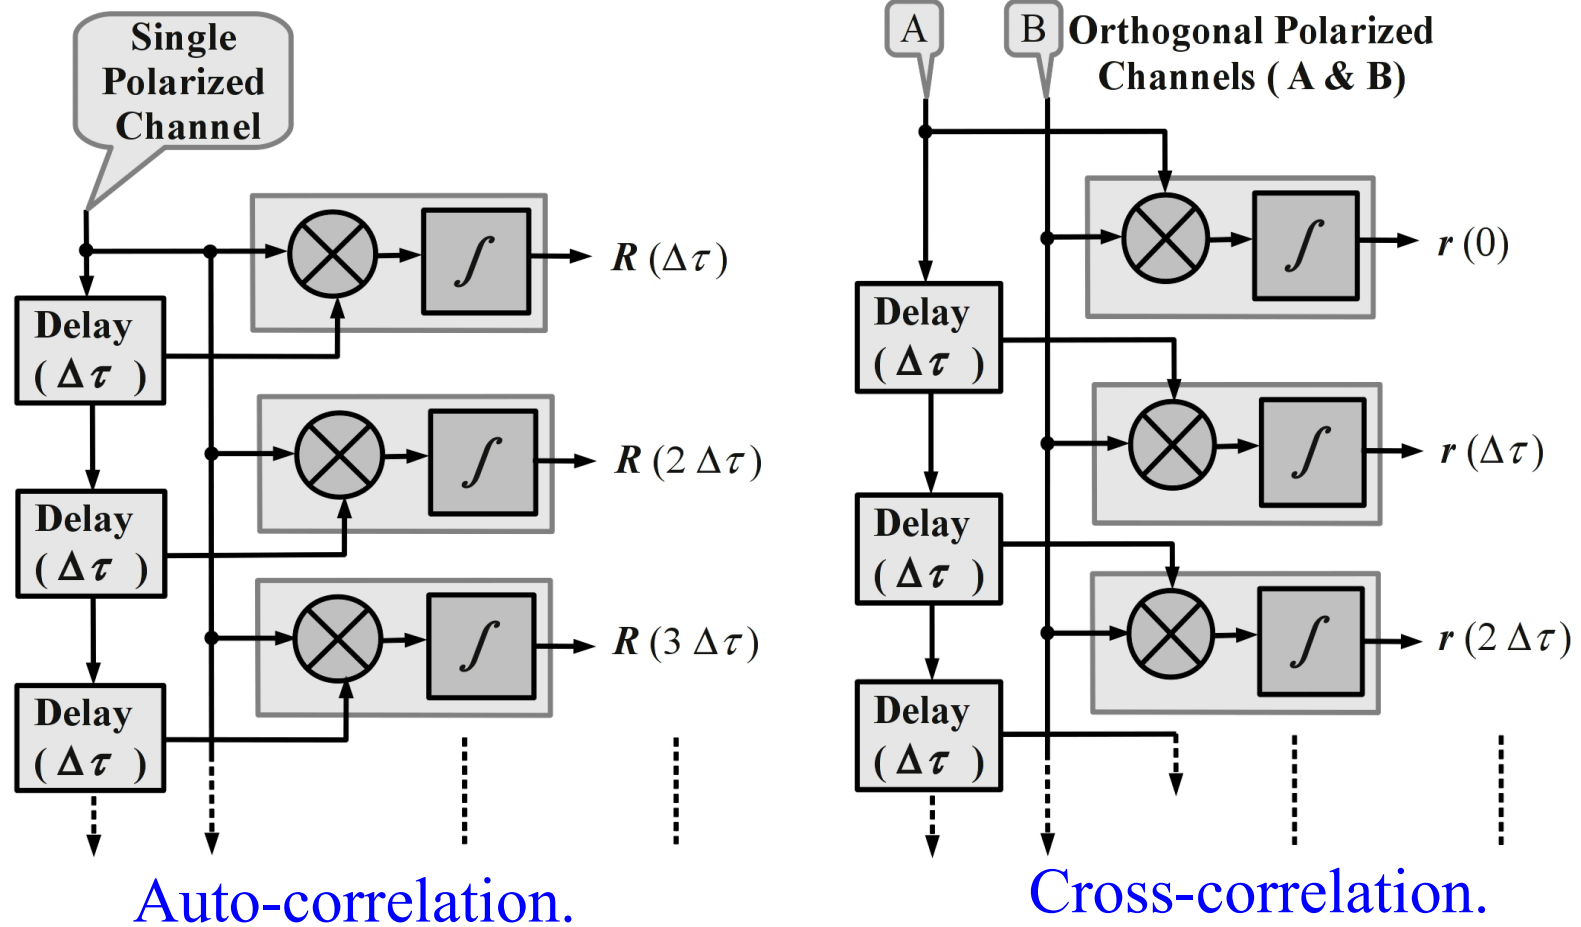 Single
Polarized
Channel
R (Δτ)
Delay
( Δτ )
R (2 Δτ)
Delay
( Δτ )
R (3 Δτ)
Delay
( Δτ )
Auto-correlation.
A
B
Orthogonal Polarized
Channels ( A & B)
∫
∫
∫
r (0)
Delay
( Δτ )
r (Δτ)
Delay
( Δτ )
r (2 Δτ)
Delay
( Δτ )
∫
∫
∫
Cross-correlation.